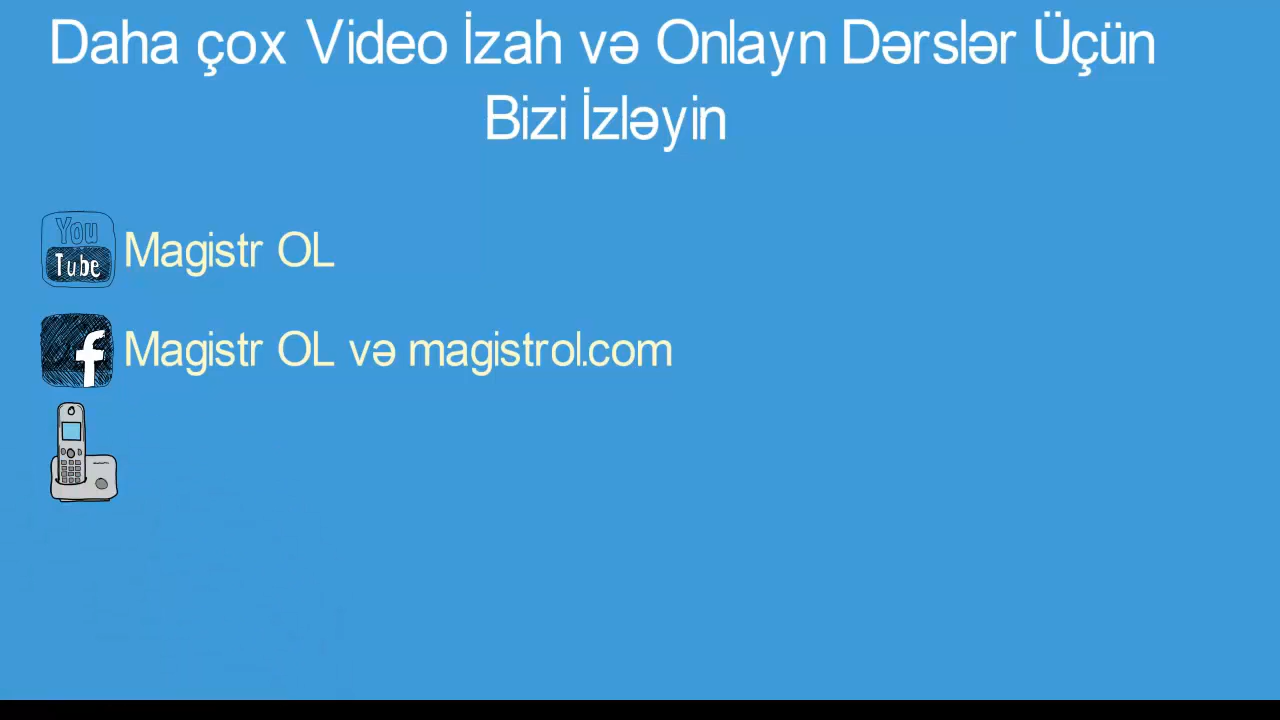 Daha çox Video İzah və Onlayn Dərslər Üçün
Bizi İzləyin
You
Tube
Magistr OL
f
Magistr OL və magistrol.com